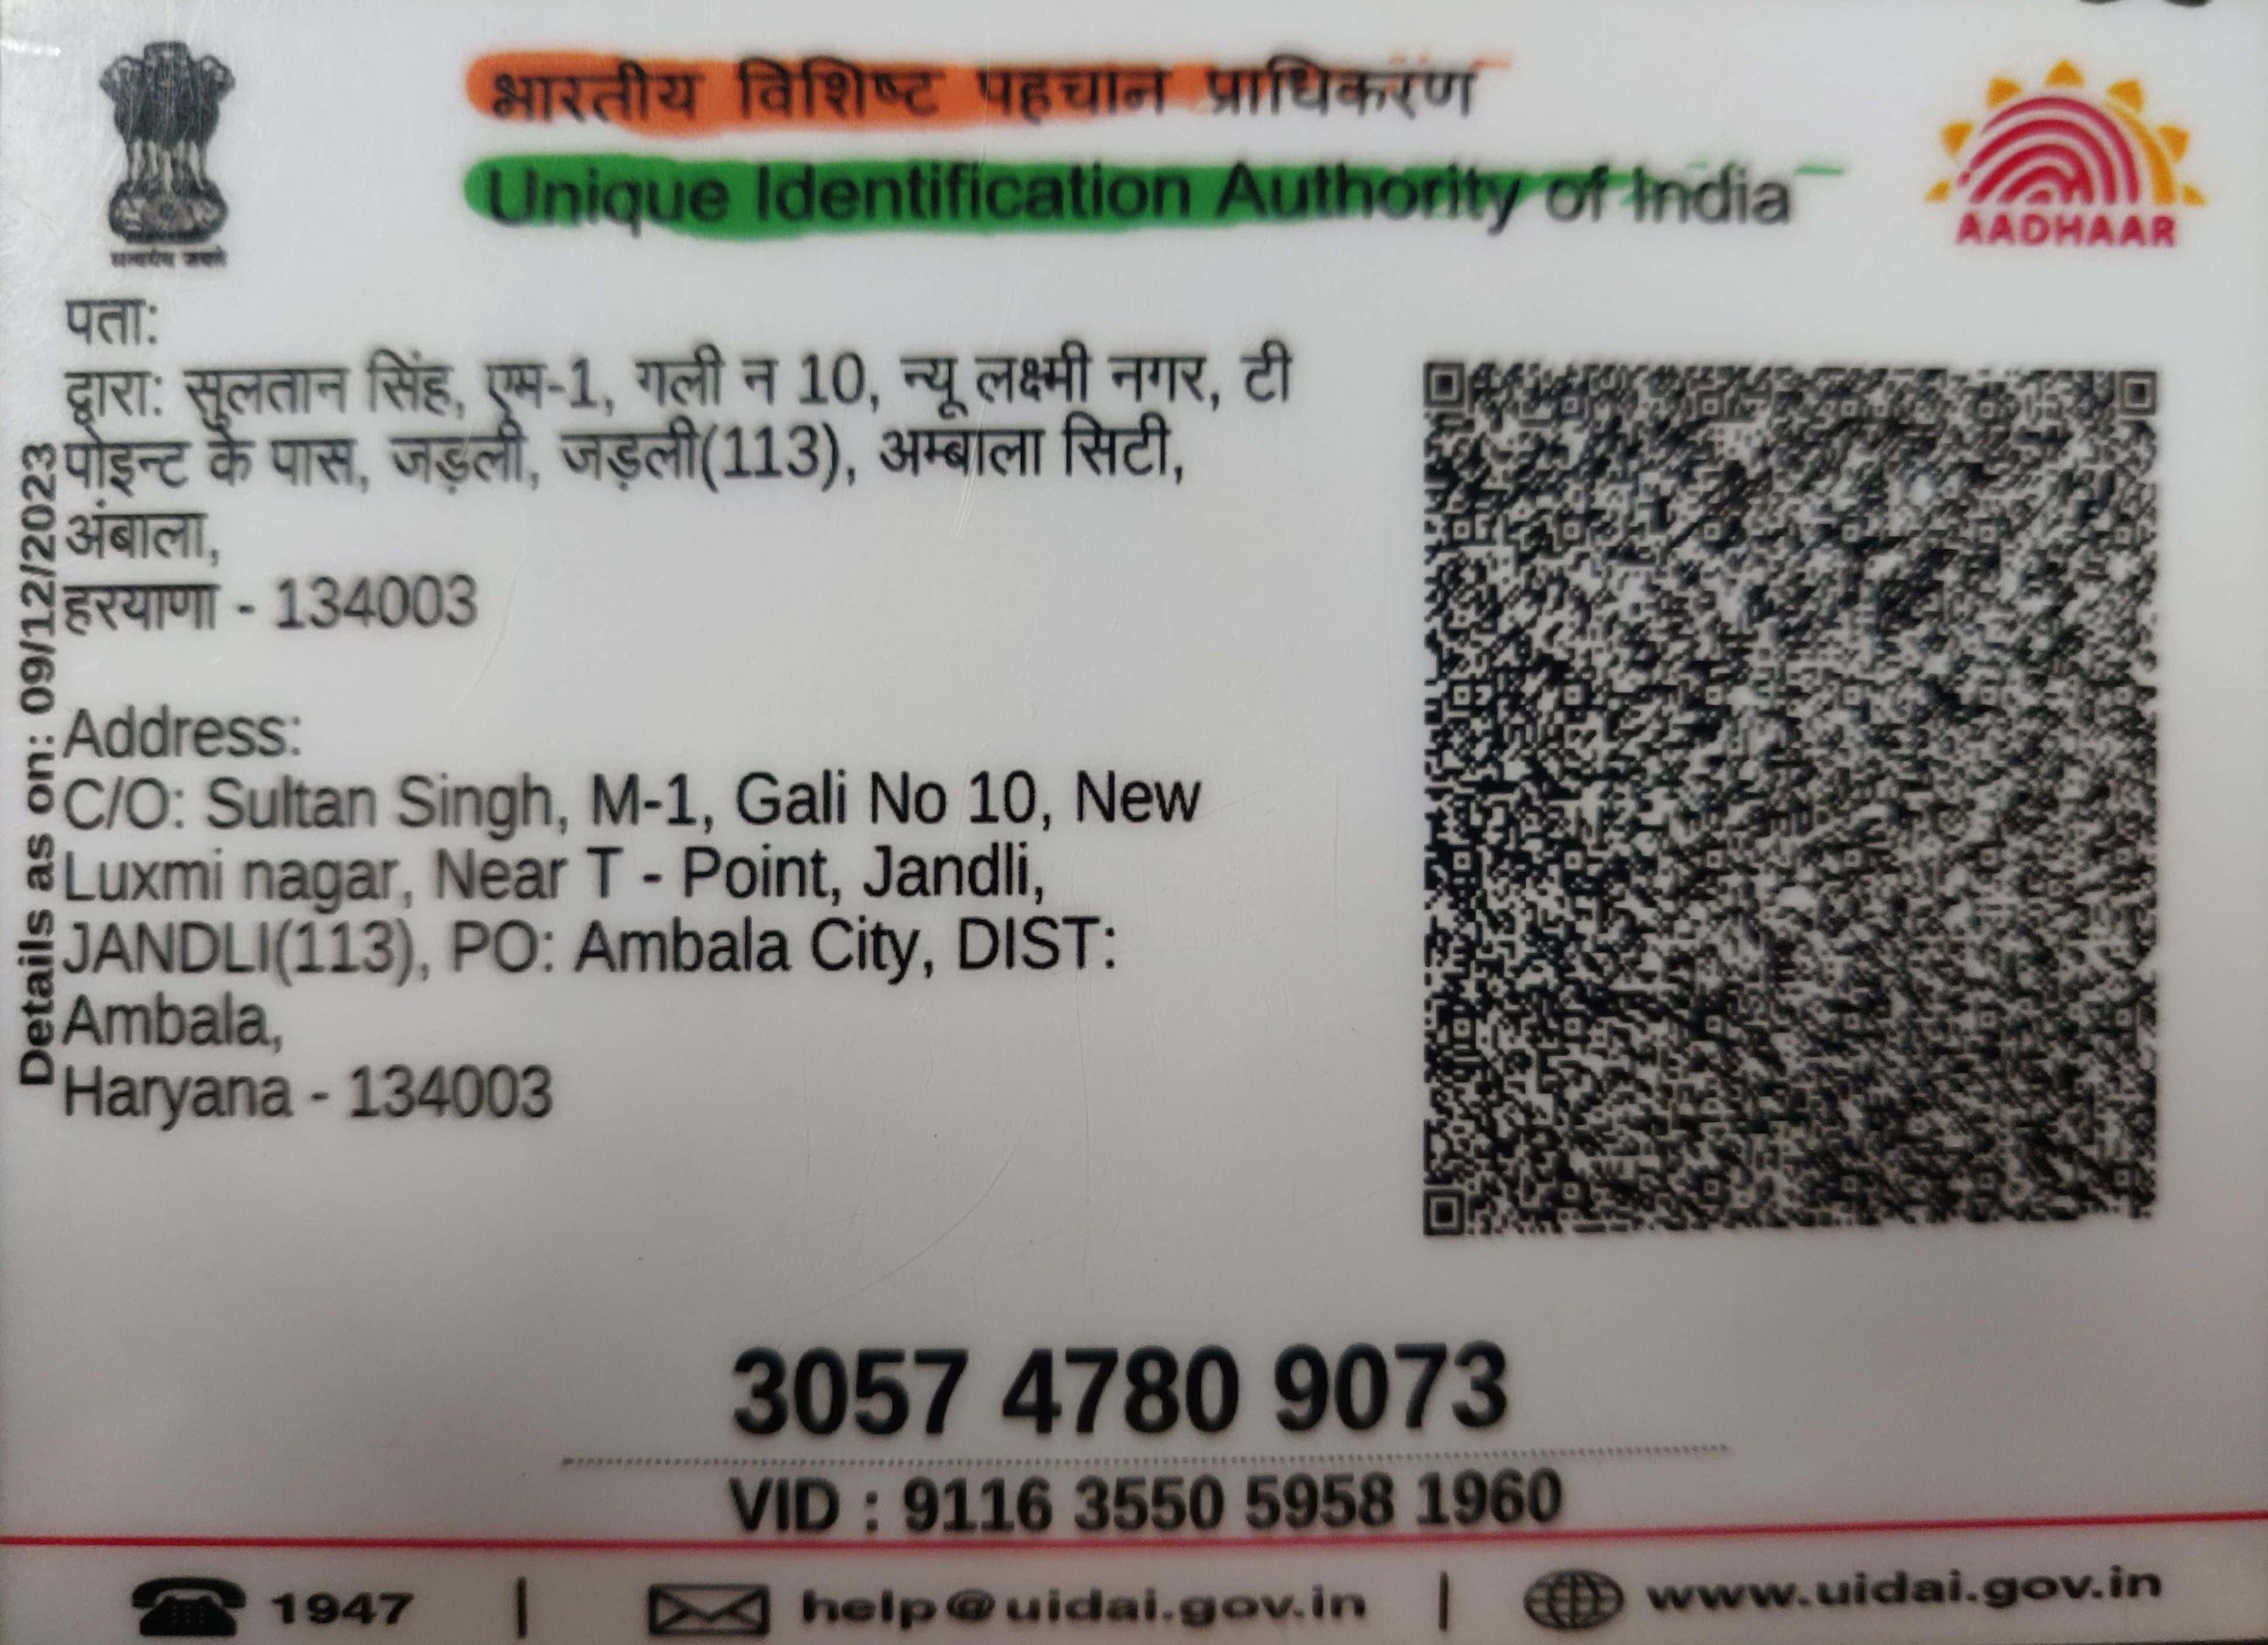 भारतीय विशिष्ट पहचान प्राधिकरण
Unique Identification Authority of India
सत्यमेव जयते
AADHAAR
पता:
द्वारा: सुलतान सिंह, एम-1, गली न 10, न्यू लक्ष्मी नगर, टी
पोइन्ट के पास, जड़ली, जड़ली(113), अम्बाला सिटी,
अंबाला,
हरयाणा - 134003
Details as on: 09/12/2023
Address:
C/O: Sultan Singh, M-1, Gali No 10, New
Luxmi nagar, Near T - Point, Jandli,
JANDLI(113), PO: Ambala City, DIST:
Ambala,
Haryana - 134003
3057 4780 9073
VID : 9116 3550 5958 1960
1947 | help@uidai.gov.in | www.uidai.gov.in